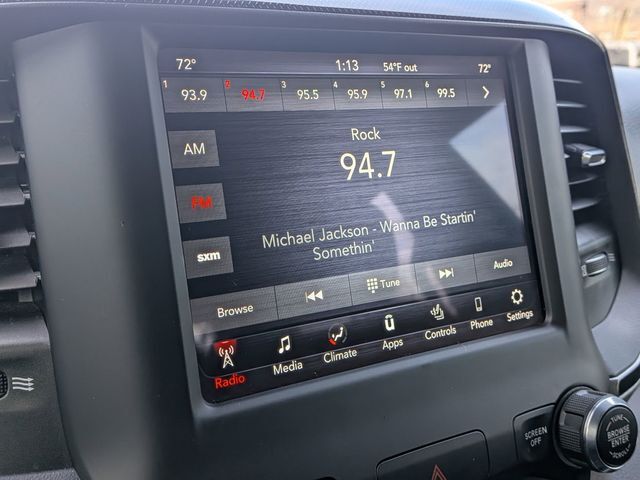 72° 1:13 54°F out 72°
1 93.9 2 94.7 3 95.5 4 95.9 5 97.1 6 99.5
Rock
94.7
AM
FM
sxm
Michael Jackson - Wanna Be Startin'
Somethin'
Browse Tune Audio
Radio Media Climate Apps Controls Phone Settings
SCREEN
OFF
TUNE
BROWSE
ENTER
SCROLL